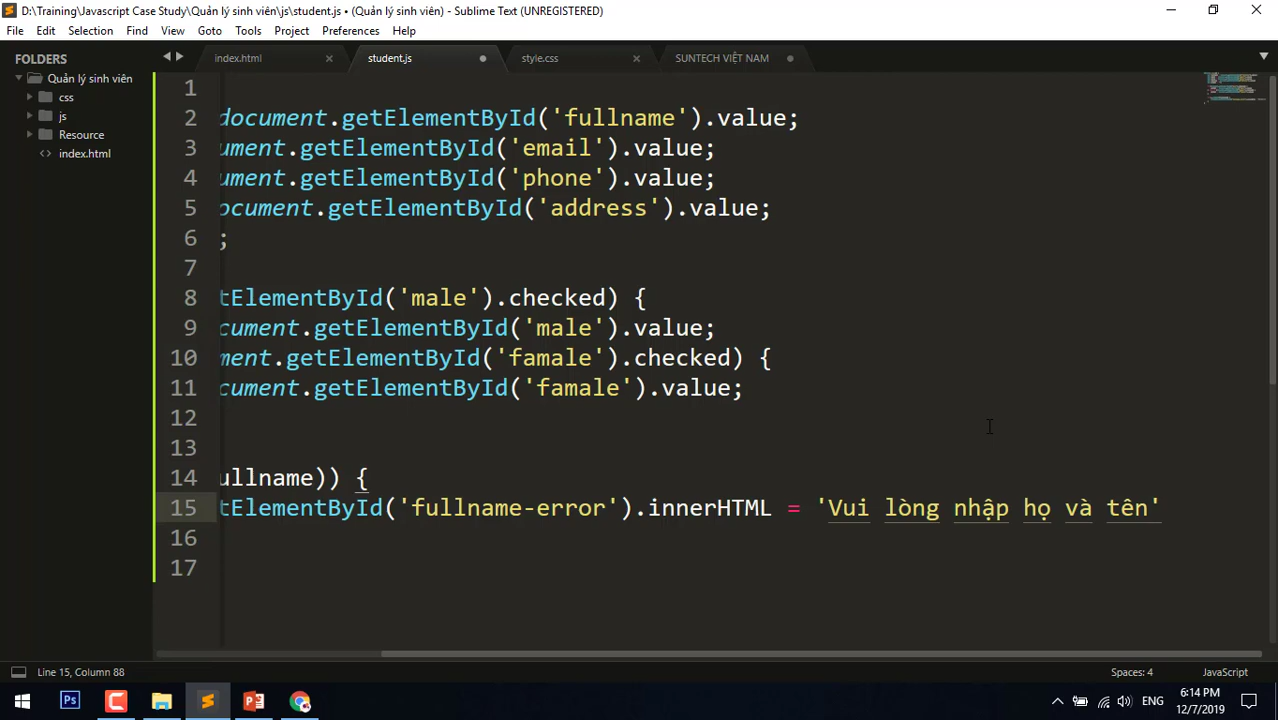 D:\Training\Javascript Case Study\Quản lý sinh viên\js\student.js • (Quản lý sinh viên) - Sublime Text (UNREGISTERED)
File Edit Selection Find View Goto Tools Project Preferences Help
FOLDERS
Quản lý sinh viên
css
js
Resource
index.html
index.html student.js style.css SUNTECH VIỆT NAM
1
2 document.getElementById('fullname').value;
3 ument.getElementById('email').value;
4 ument.getElementById('phone').value;
5 ocument.getElementById('address').value;
6 ;
7
8 tElementById('male').checked) {
9 cument.getElementById('male').value;
10 ment.getElementById('famale').checked) {
11 cument.getElementById('famale').value;
12
13
14 ullname)) {
15 tElementById('fullname-error').innerHTML = 'Vui lòng nhập họ và tên'
16
17
Line 15, Column 88
Spaces: 4
JavaScript
Ps
ENG
6:14 PM
12/7/2019